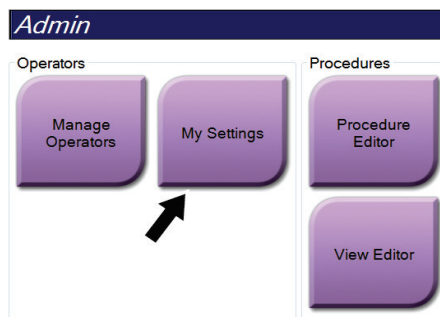 Admin
Operators
Procedures
Manage
Operators
My Settings
Procedure
Editor
View Editor